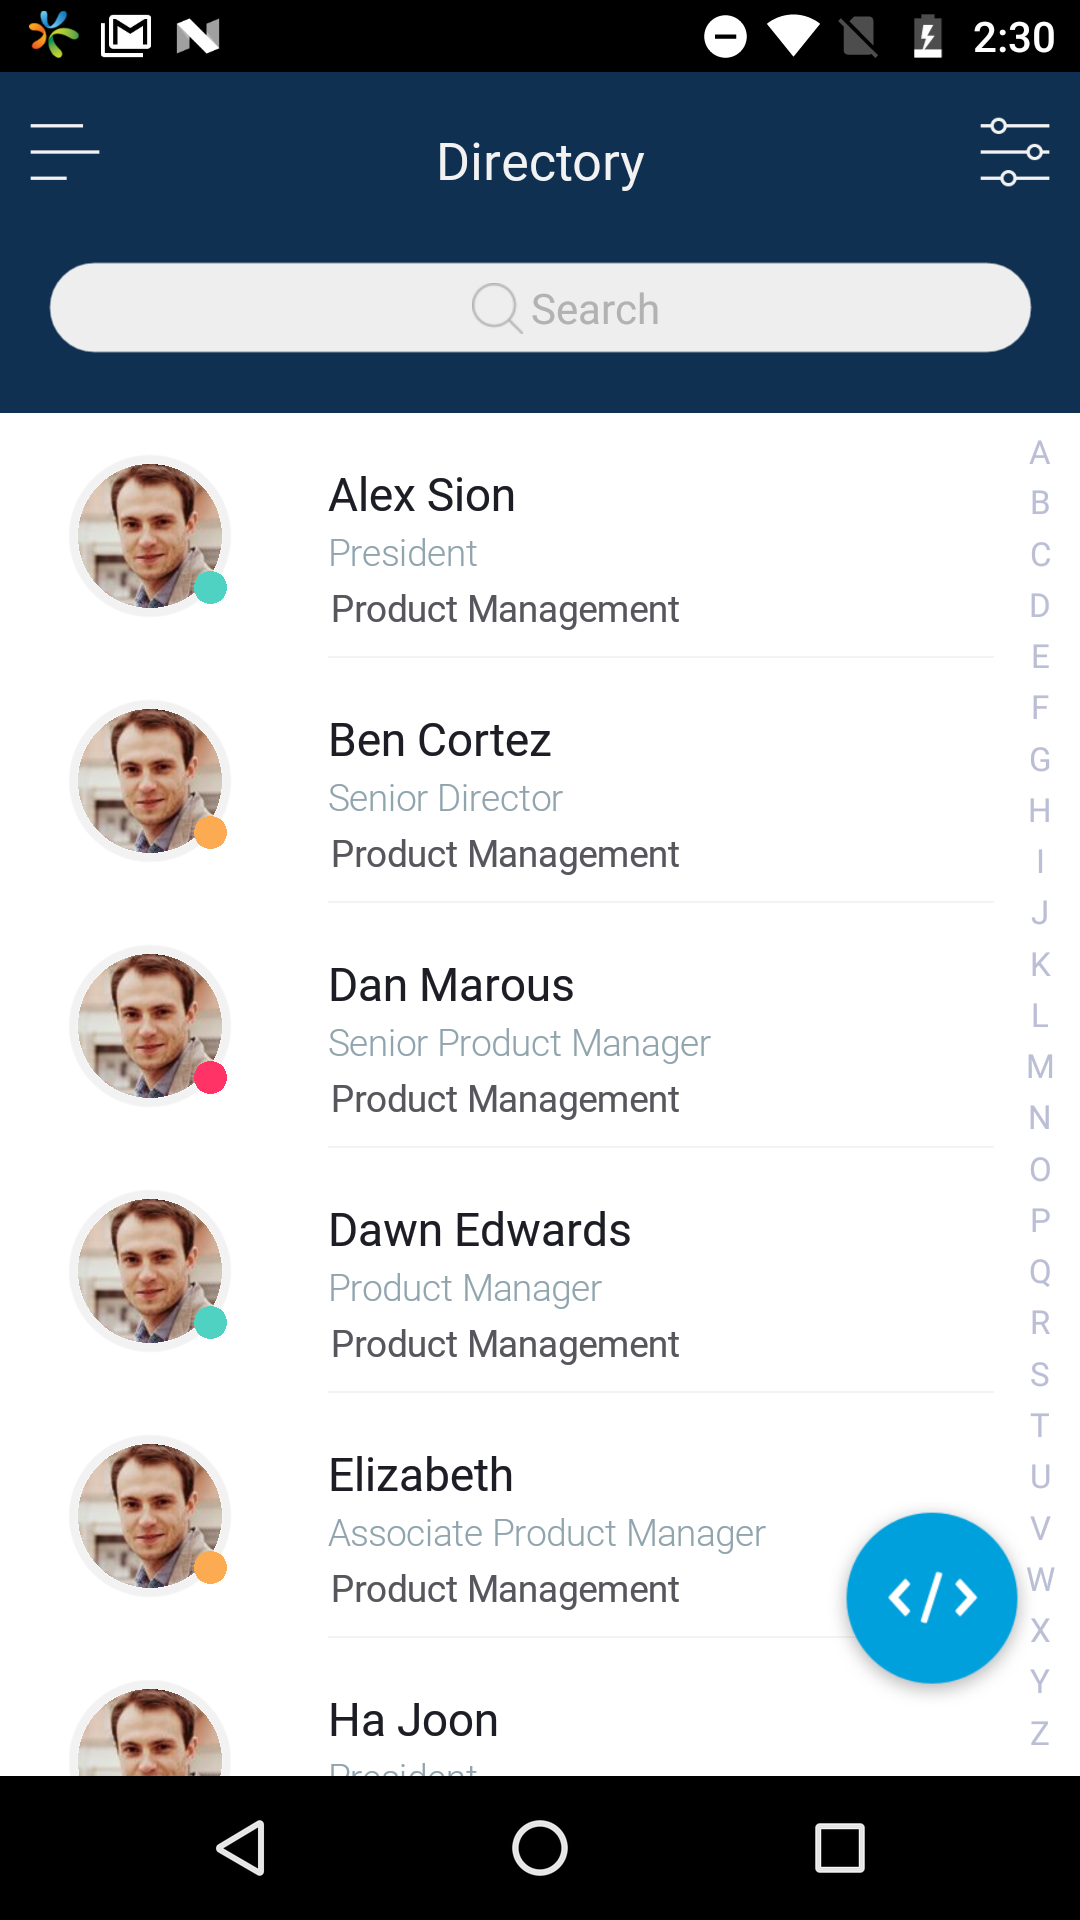 2:30
Directory
Search
Alex Sion
President
Product Management
Ben Cortez
Senior Director
Product Management
Dan Marous
Senior Product Manager
Product Management
Dawn Edwards
Product Manager
Product Management
Elizabeth
Associate Product Manager
Product Management
Ha Joon
President
A
B
C
D
E
F
G
H
I
J
K
L
M
N
O
P
Q
R
S
T
U
V
W
X
Y
Z